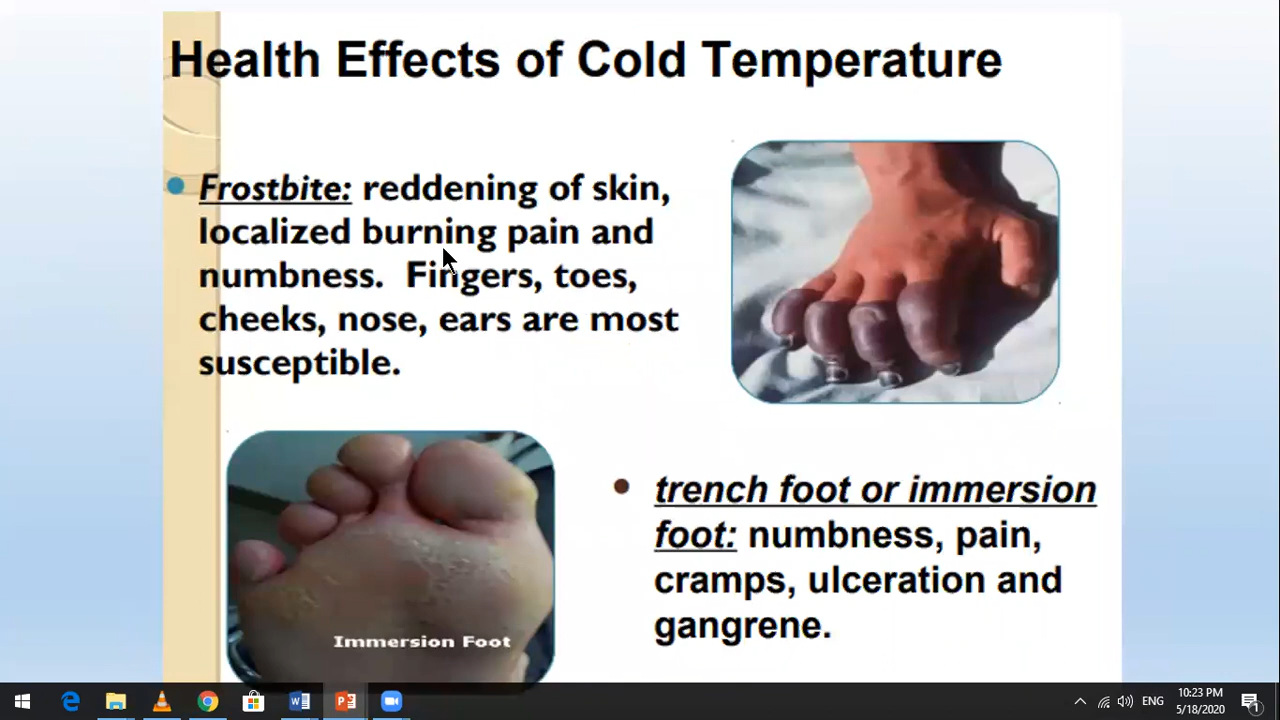 Health Effects of Cold Temperature
Frostbite: reddening of skin,
localized burning pain and
numbness. Fingers, toes,
cheeks, nose, ears are most
susceptible.
Immersion Foot
trench foot or immersion
foot: numbness, pain,
cramps, ulceration and
gangrene.
ENG
10:23 PM
5/18/2020
1